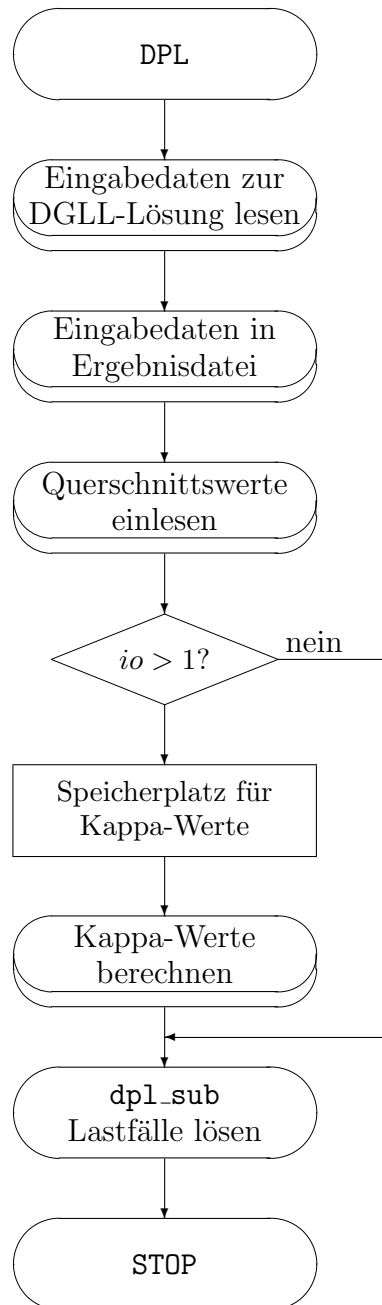 DPL
Eingabedaten zur
DGLL-Lösung lesen
Eingabedaten in
Ergebnisdatei
Querschnittswerte
einlesen
io > 1?
nein
Speicherplatz für
Kappa-Werte
Kappa-Werte
berechnen
dpl_sub
Lastfälle lösen
STOP